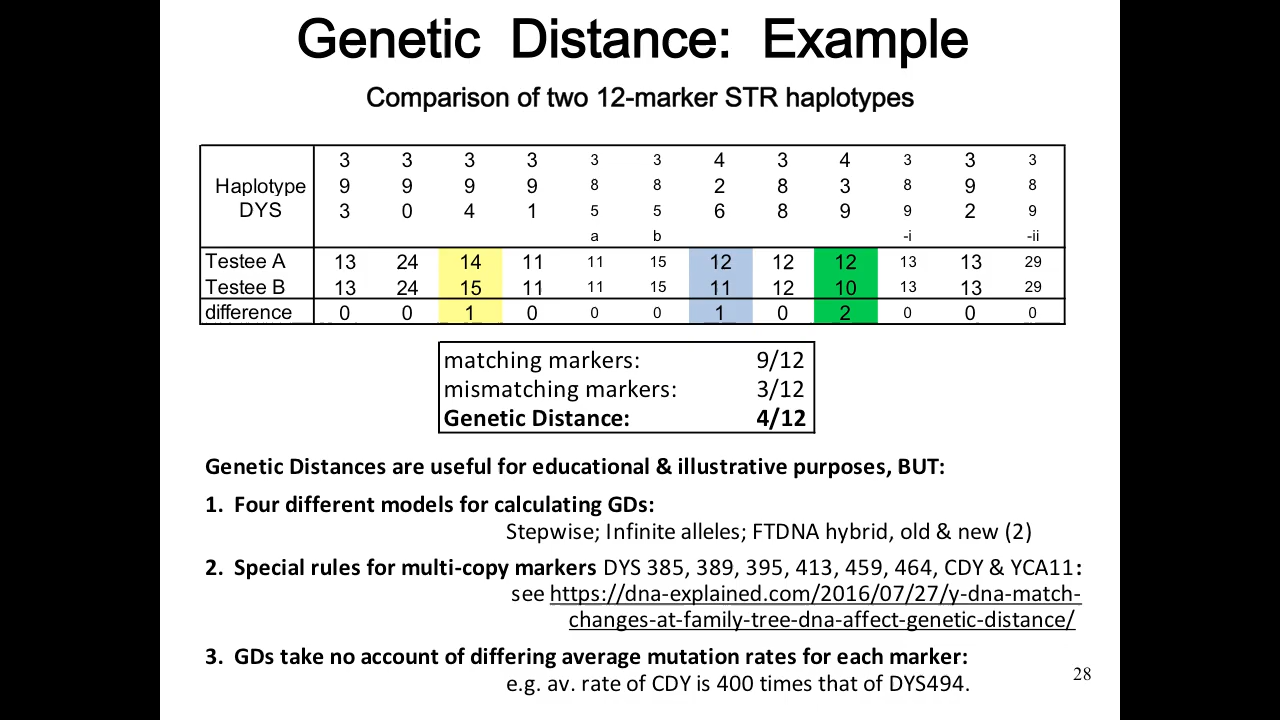 Genetic Distance: Example
Comparison of two 12-marker STR haplotypes
3 3 3 3 3 3 4 3 4 3 3 3
Haplotype 9 9 9 9 8 8 2 8 3 8 9 8
DYS 3 0 4 1 5 5 6 8 9 9 2 9
a b -i -ii
Testee A 13 24 14 11 11 15 12 12 12 13 13 29
Testee B 13 24 15 11 11 15 11 12 10 13 13 29
difference 0 0 1 0 0 0 1 0 2 0 0 0
matching markers: 9/12
mismatching markers: 3/12
Genetic Distance: 4/12
Genetic Distances are useful for educational & illustrative purposes, BUT:
1. Four different models for calculating GDs:
Stepwise; Infinite alleles; FTDNA hybrid, old & new (2)
2. Special rules for multi-copy markers DYS 385, 389, 395, 413, 459, 464, CDY & YCA11:
see https://dna-explained.com/2016/07/27/y-dna-match-
changes-at-family-tree-dna-affect-genetic-distance/
3. GDs take no account of differing average mutation rates for each marker:
e.g. av. rate of CDY is 400 times that of DYS494.
28